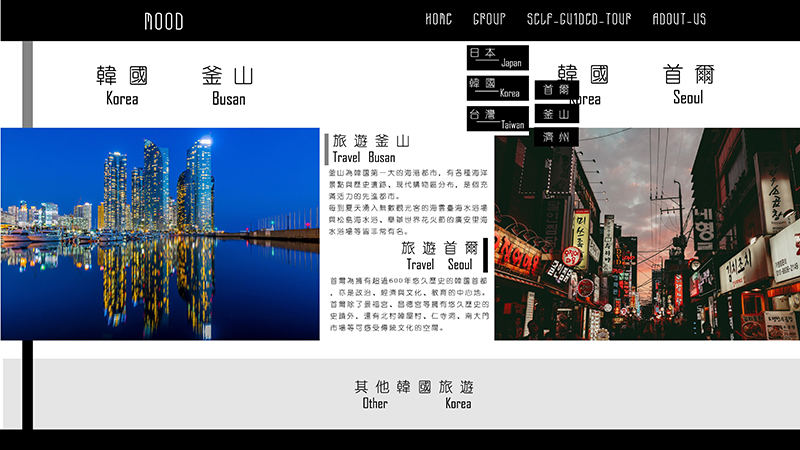 MOOD
HOME GROUP SELF-GUIDED-TOUR ABOUT-US
日本
Japan
韓國
Korea
台灣
Taiwan
首爾
釜山
濟州
韓國 釜山
Korea Busan
韓國 首爾
Korea Seoul
旅遊釜山
Travel Busan
釜山為韓國第一大的海港都市，有各種海洋
景點與歷史遺跡、現代購物區分布，是個充
滿活力的先進都市。
每到夏天湧入無數觀光客的海雲臺海水浴場
與松島海水浴、舉辦世界花火節的廣安里海
水浴場等皆非常有名。
旅遊首爾
Travel Seoul
首爾為擁有超過600年悠久歷史的韓國首都
，亦是政治、經濟與文化、教育的中心地。
首爾除了景福宮、昌德宮等擁有悠久歷史的
史蹟外，還有北村韓屋村、仁寺洞、南大門
市場等可感受傳統文化的空間。
其他韓國旅遊
Other Korea